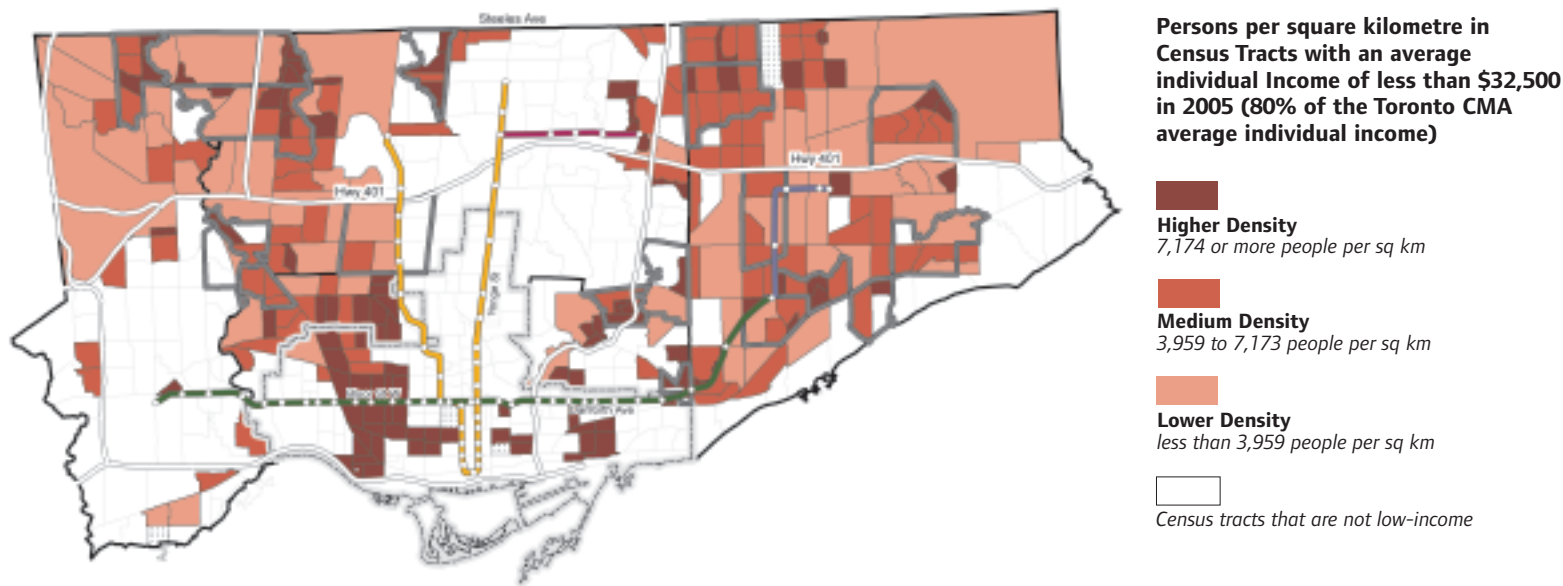 Steeles Ave
Hwy 401
Hwy 401
Yonge St
Danforth Ave
Persons per square kilometre in
Census Tracts with an average
individual Income of less than $32,500
in 2005 (80% of the Toronto CMA
average individual income)
Higher Density
7,174 or more people per sq km
Medium Density
3,959 to 7,173 people per sq km
Lower Density
less than 3,959 people per sq km
Census tracts that are not low-income